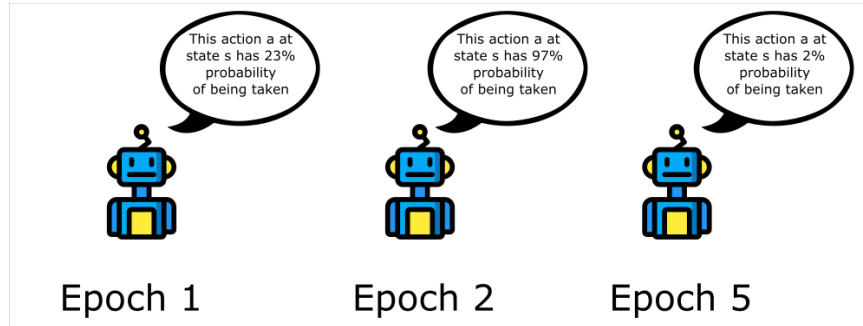 This action a at
state s has 23%
probability
of being taken
This action a at
state s has 97%
probability
of being taken
This action a at
state s has 2%
probability
of being taken
Epoch 1
Epoch 2
Epoch 5